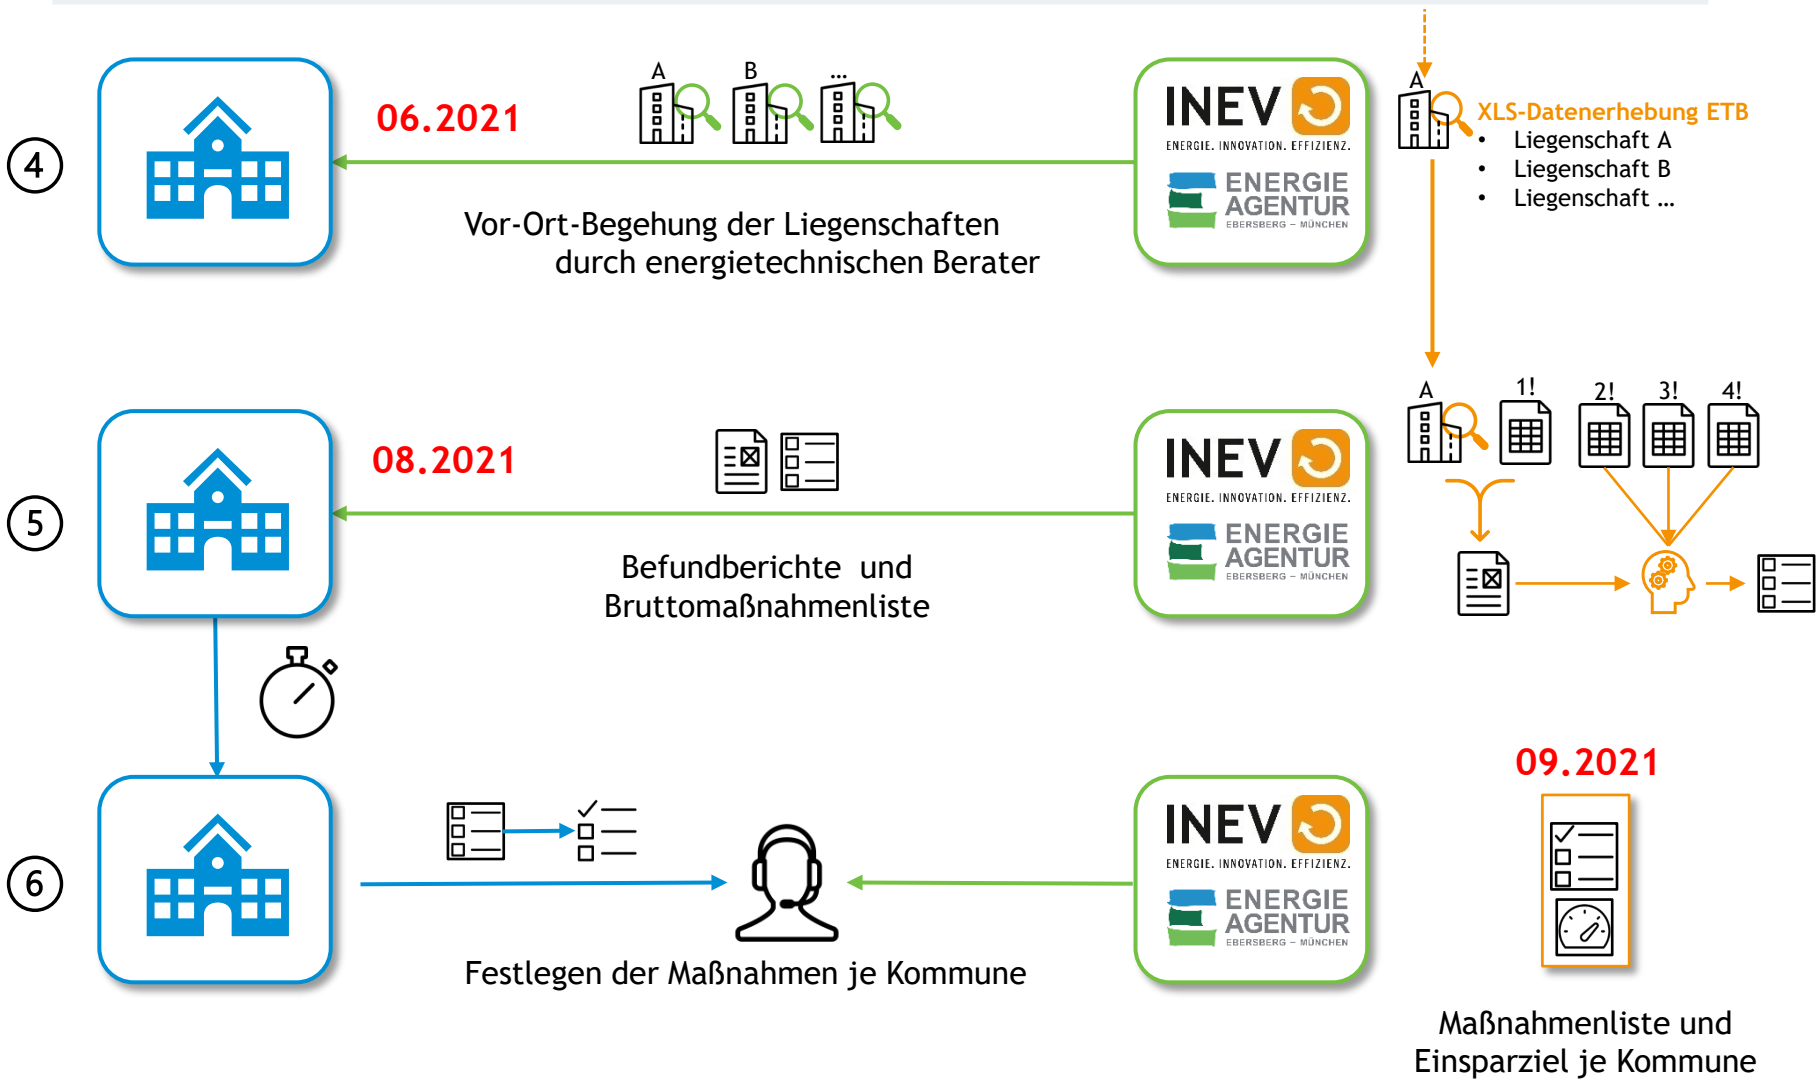 A
B
...
06.2021
INEV
ENERGIE. INNOVATION. EFFIZIENZ.
ENERGIE
AGENTUR
EBERSBERG – MÜNCHEN
A
XLS-Datenerhebung ETB
• Liegenschaft A
• Liegenschaft B
• Liegenschaft …
4
Vor-Ort-Begehung der Liegenschaften
durch energietechnischen Berater
A
1!
2!
3!
4!
08.2021
INEV
ENERGIE. INNOVATION. EFFIZIENZ.
ENERGIE
AGENTUR
EBERSBERG – MÜNCHEN
5
Befundberichte und
Bruttomaßnahmenliste
09.2021
INEV
ENERGIE. INNOVATION. EFFIZIENZ.
ENERGIE
AGENTUR
EBERSBERG – MÜNCHEN
6
Festlegen der Maßnahmen je Kommune
Maßnahmenliste und
Einsparziel je Kommune